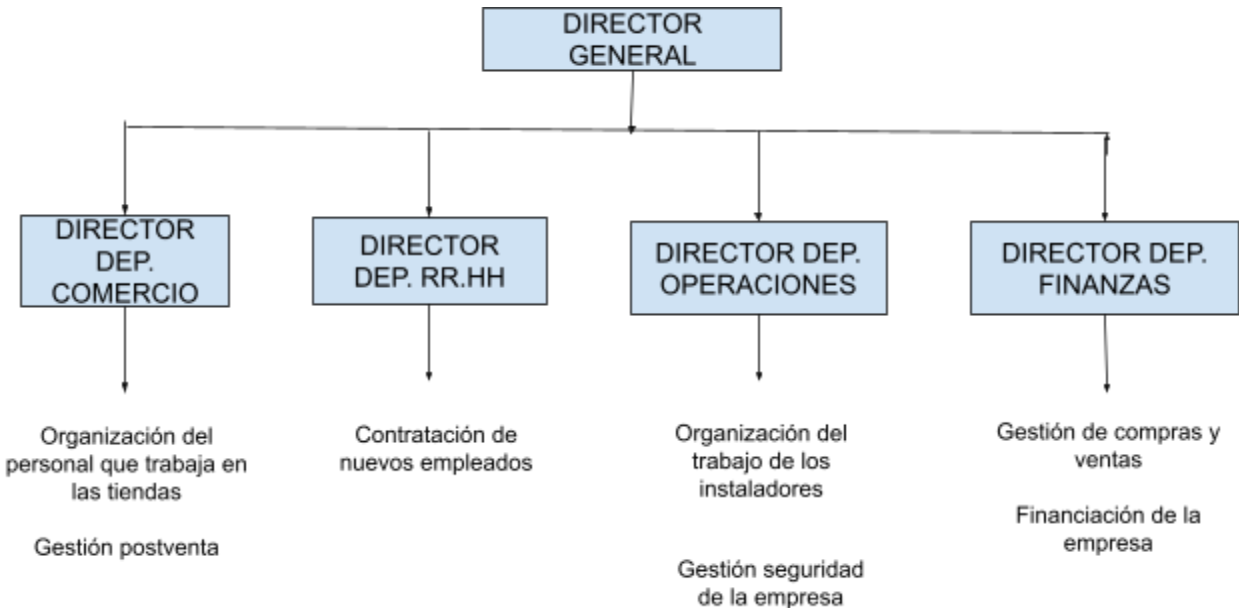 DIRECTOR
GENERAL
DIRECTOR
DEP.
COMERCIO
DIRECTOR
DEP. RR.HH
DIRECTOR DEP.
OPERACIONES
DIRECTOR DEP.
FINANZAS
Organización del
personal que trabaja en
las tiendas
Gestión postventa
Contratación de
nuevos empleados
Organización del
trabajo de los
instaladores
Gestión seguridad
de la empresa
Gestión de compras y
ventas
Financiación de la
empresa